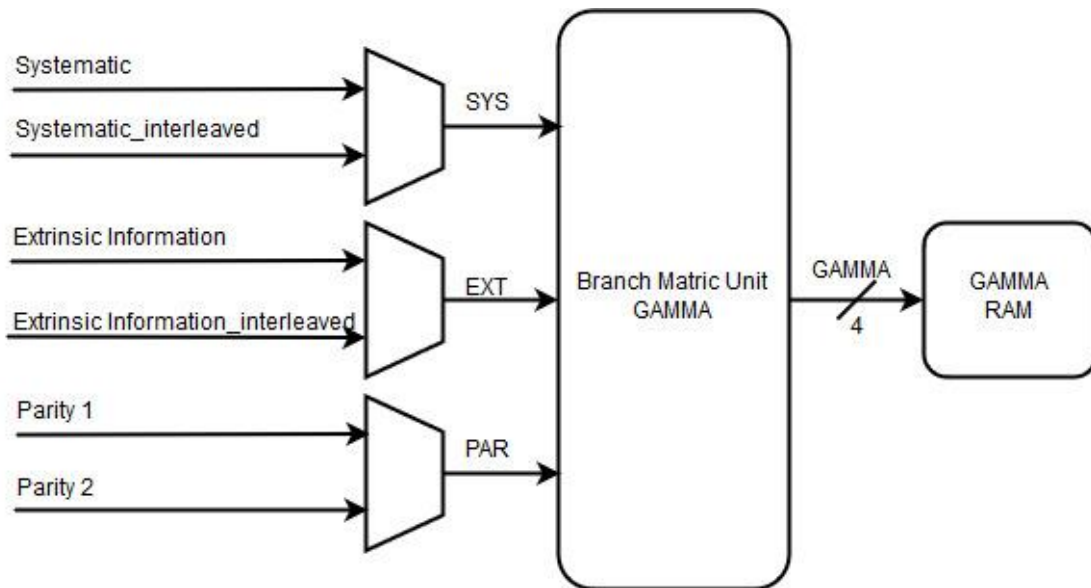 Systematic
SYS
Systematic_interleaved
Extrinsic Information
EXT
Extrinsic Information_interleaved
Parity 1
PAR
Parity 2
Branch Matric Unit
GAMMA
GAMMA
4
GAMMA
RAM